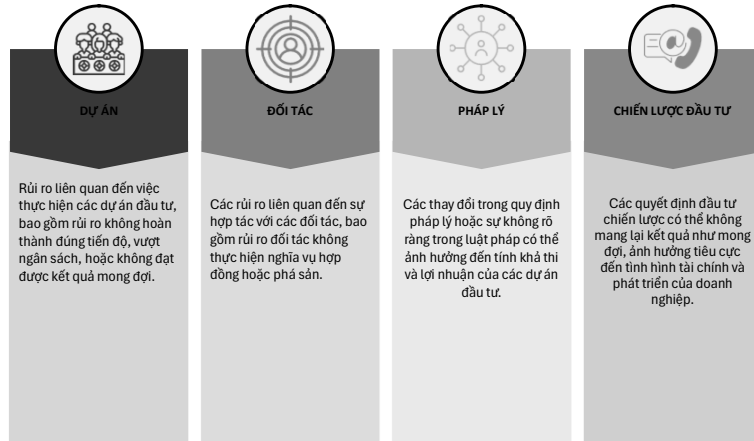 DỰ ÁN
Rủi ro liên quan đến việc
thực hiện các dự án đầu tư,
bao gồm rủi ro không hoàn
thành đúng tiến độ, vượt
ngân sách, hoặc không đạt
được kết quả mong đợi.
ĐỐI TÁC
Các rủi ro liên quan đến sự
hợp tác với các đối tác, bao
gồm rủi ro đối tác không
thực hiện nghĩa vụ hợp
đồng hoặc phá sản.
PHÁP LÝ
Các thay đổi trong quy định
pháp lý hoặc sự không rõ
ràng trong luật pháp có thể
ảnh hưởng đến tính khả thi
và lợi nhuận của các dự án
đầu tư.
CHIẾN LƯỢC ĐẦU TƯ
Các quyết định đầu tư
chiến lược có thể không
mang lại kết quả như mong
đợi, ảnh hưởng tiêu cực
đến tình hình tài chính và
phát triển của doanh
nghiệp.